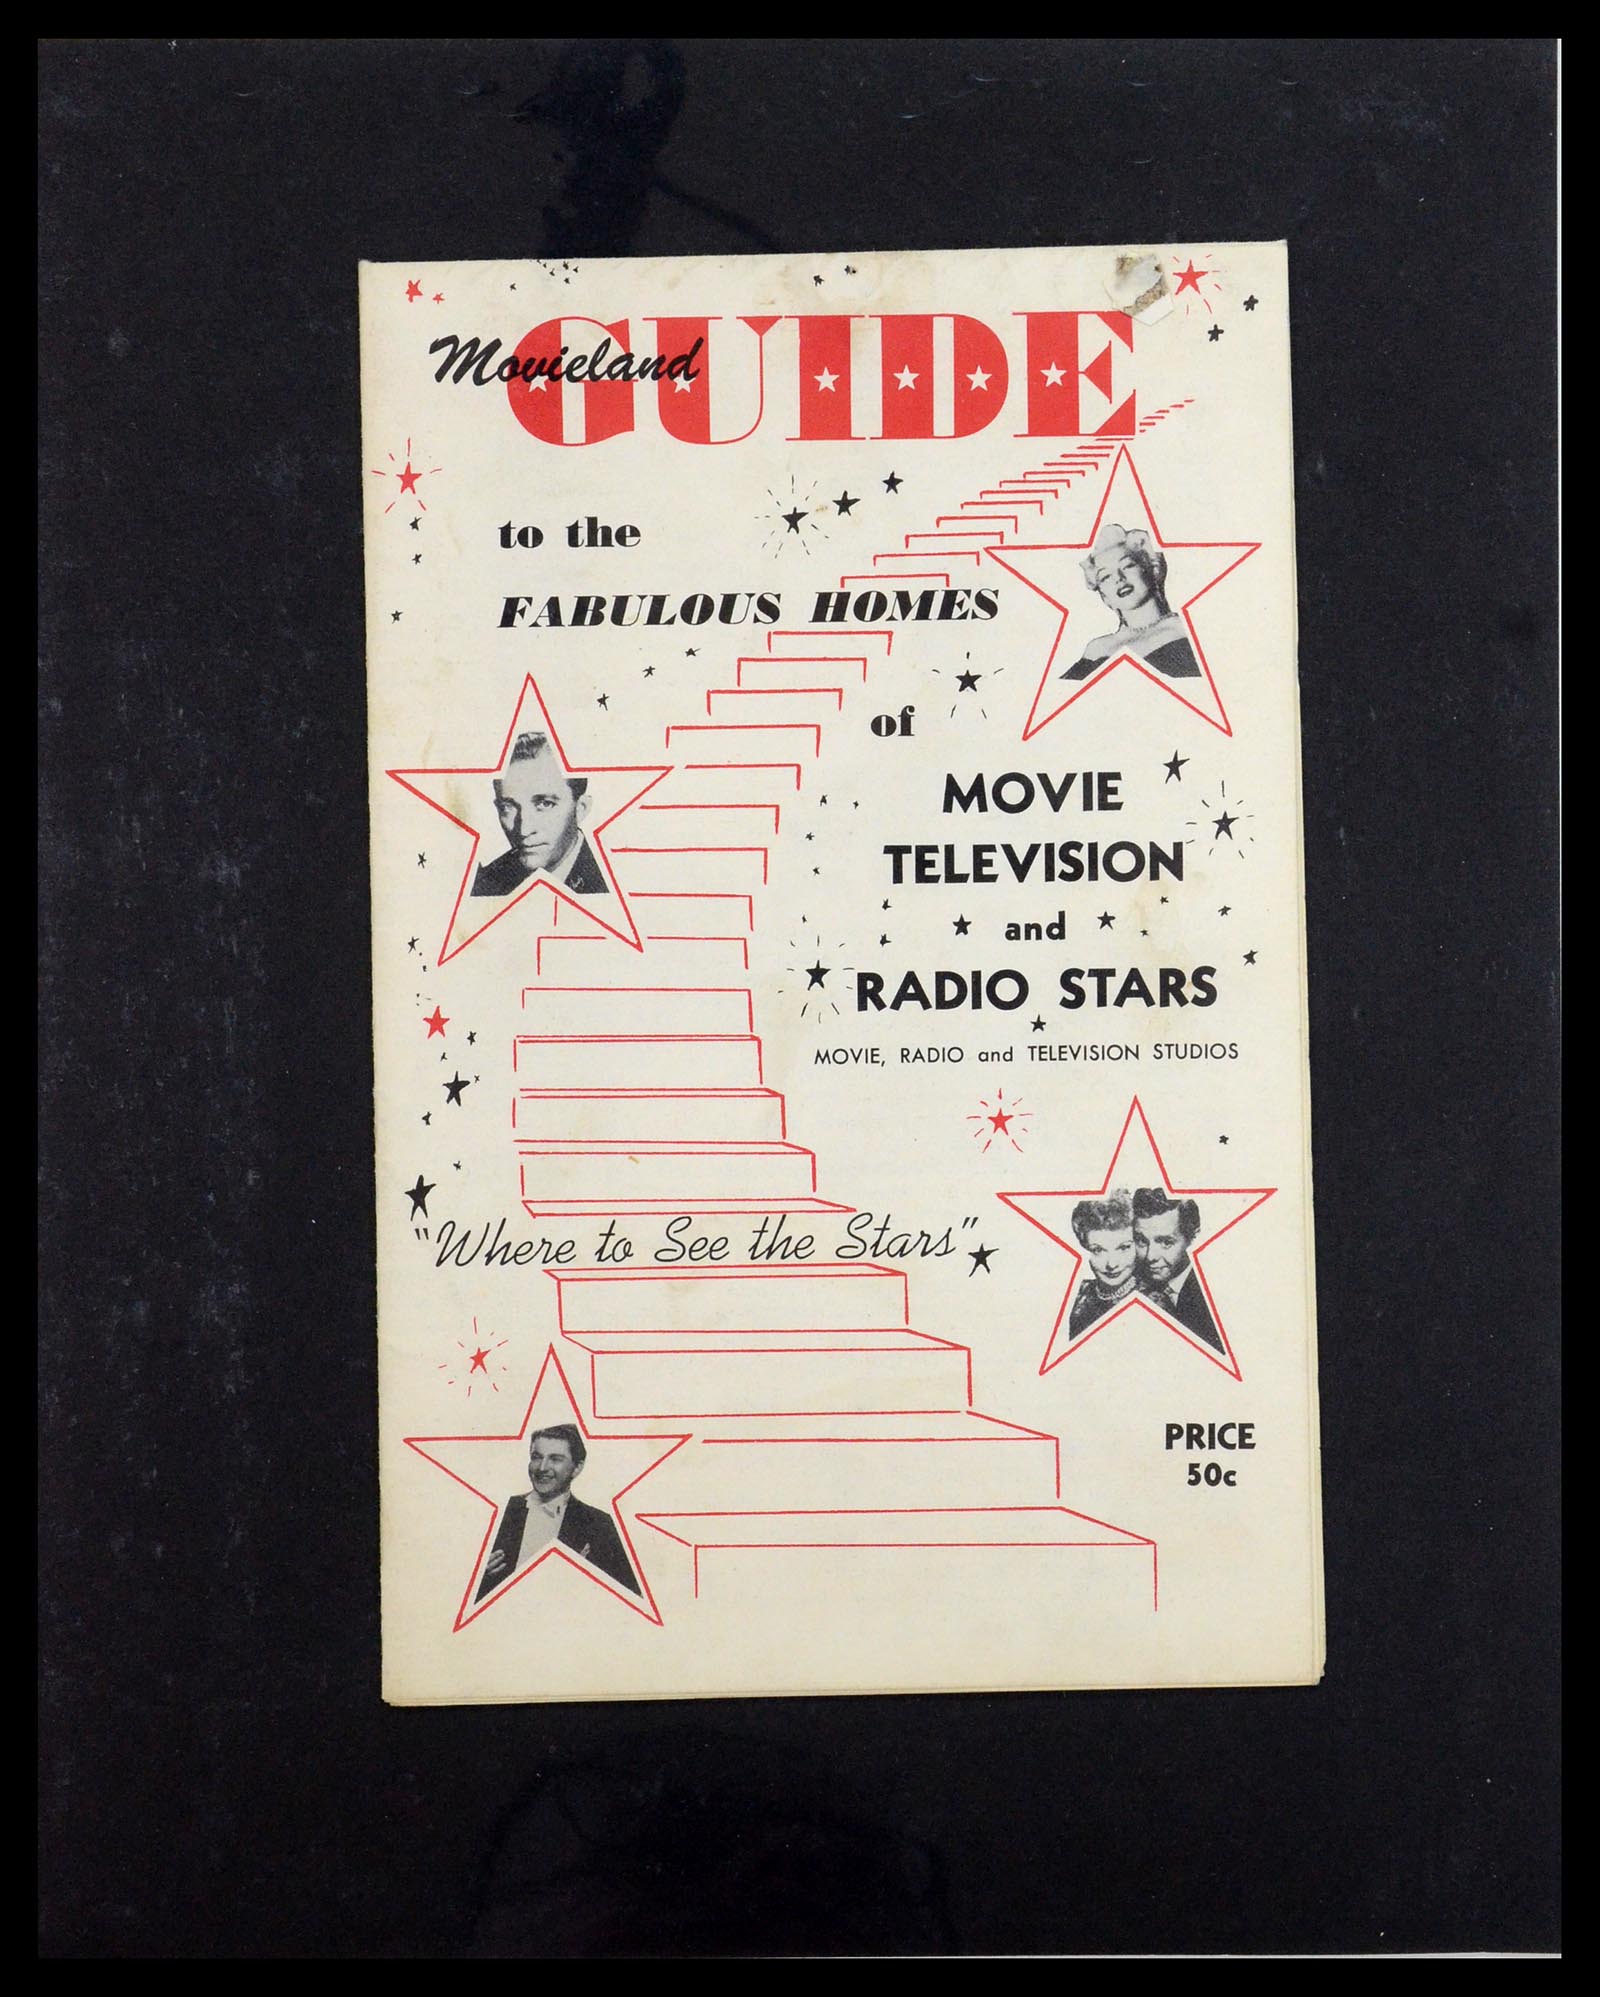 Movieland GUIDE
to the
FABULOUS HOMES
of
MOVIE
TELEVISION
and
RADIO STARS
MOVIE, RADIO and TELEVISION STUDIOS
"Where to See the Stars"
PRICE
50c